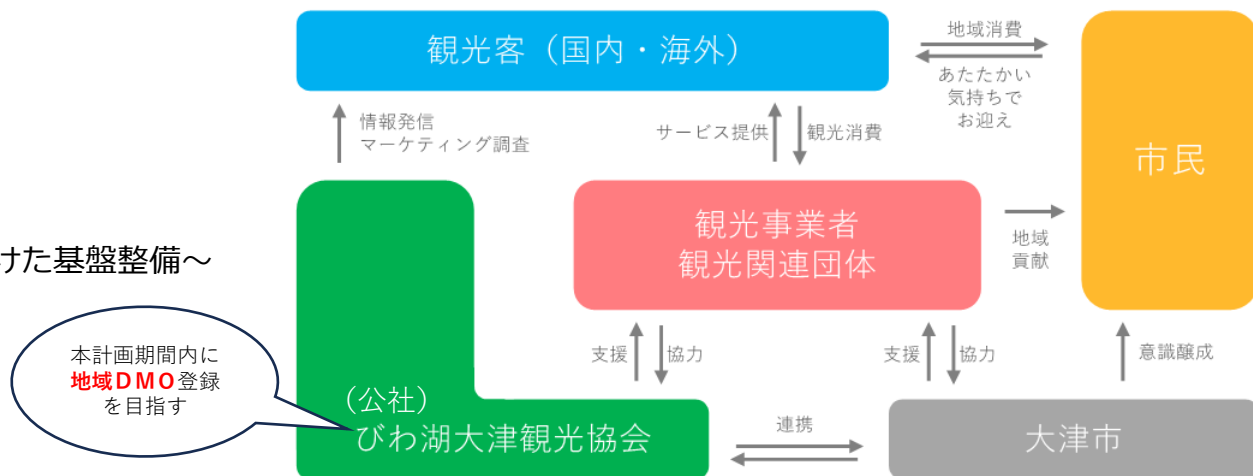 観光客（国内・海外）
地域消費
あたたかい
気持ちで
お迎え
市民
情報発信
マーケティング調査
サービス提供
観光消費
観光事業者
観光関連団体
地域
貢献
けた基盤整備～
本計画期間内に
地域ＤＭＯ登録
を目指す
支援
協力
支援
協力
意識醸成
（公社）
びわ湖大津観光協会
連携
大津市